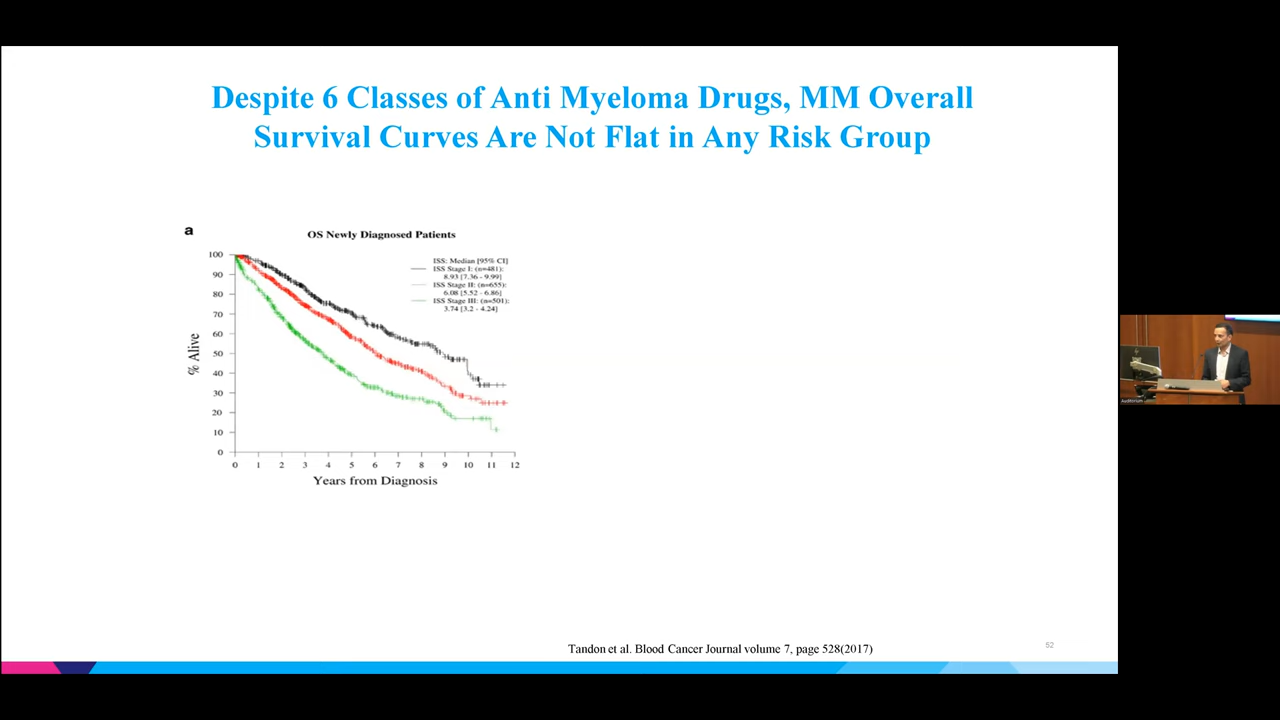 Despite 6 Classes of Anti Myeloma Drugs, MM Overall
Survival Curves Are Not Flat in Any Risk Group
a
OS Newly Diagnosed Patients
ISS: Median [95% CI]
ISS Stage I: (n=481):
8.93 [7.36 - 9.99]
ISS Stage II: (n=655):
6.08 [5.52 - 6.86]
ISS Stage III: (n=501):
3.74 [3.2 - 4.24]
% Alive
100
90
80
70
60
50
40
30
20
10
0
0 1 2 3 4 5 6 7 8 9 10 11 12
Years from Diagnosis
Tandon et al. Blood Cancer Journal volume 7, page 528(2017)
52
Auditorium